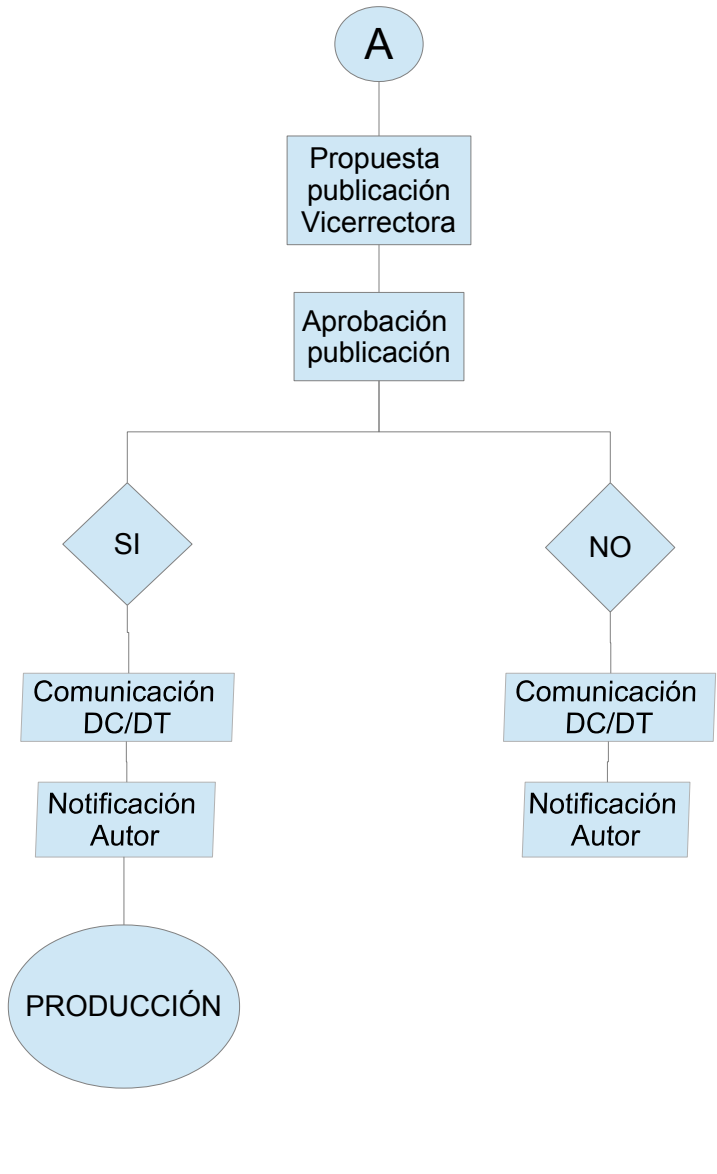 A
Propuesta
publicación
Vicerrectora
Aprobación
publicación
SI
NO
Comunicación
DC/DT
Comunicación
DC/DT
Notificación
Autor
Notificación
Autor
PRODUCCIÓN